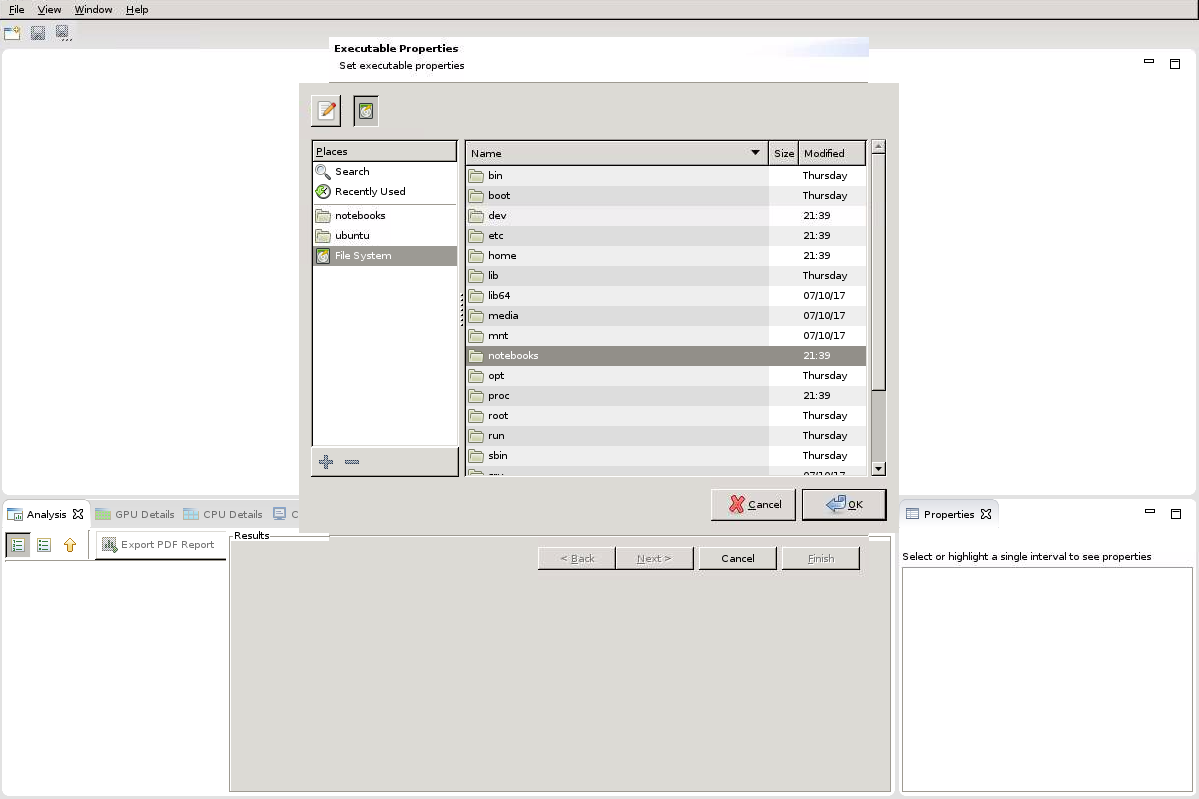 File View Window Help
Executable Properties
Set executable properties
Places
Search
Recently Used
notebooks
ubuntu
File System
Name Size Modified
bin Thursday
boot Thursday
dev 21:39
etc 21:39
home 21:39
lib Thursday
lib64 07/10/17
media 07/10/17
mnt 07/10/17
notebooks 21:39
opt Thursday
proc 21:39
root Thursday
run Thursday
sbin Thursday
Cancel OK
Analysis GPU Details CPU Details C
Properties
Export PDF Report
Results
Select or highlight a single interval to see properties
< Back Next > Cancel Finish